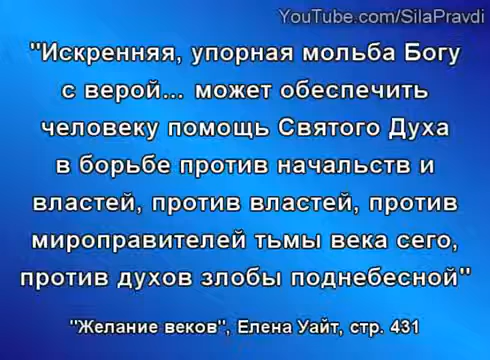 YouTube.com/SilaPravdi
"Искренняя, упорная мольба Богу
с верой... может обеспечить
человеку помощь Святого Духа
в борьбе против начальств и
властей, против властей, против
мироправителей тьмы века сего,
против духов злобы поднебесной"
"Желание веков", Елена Уайт, стр. 431